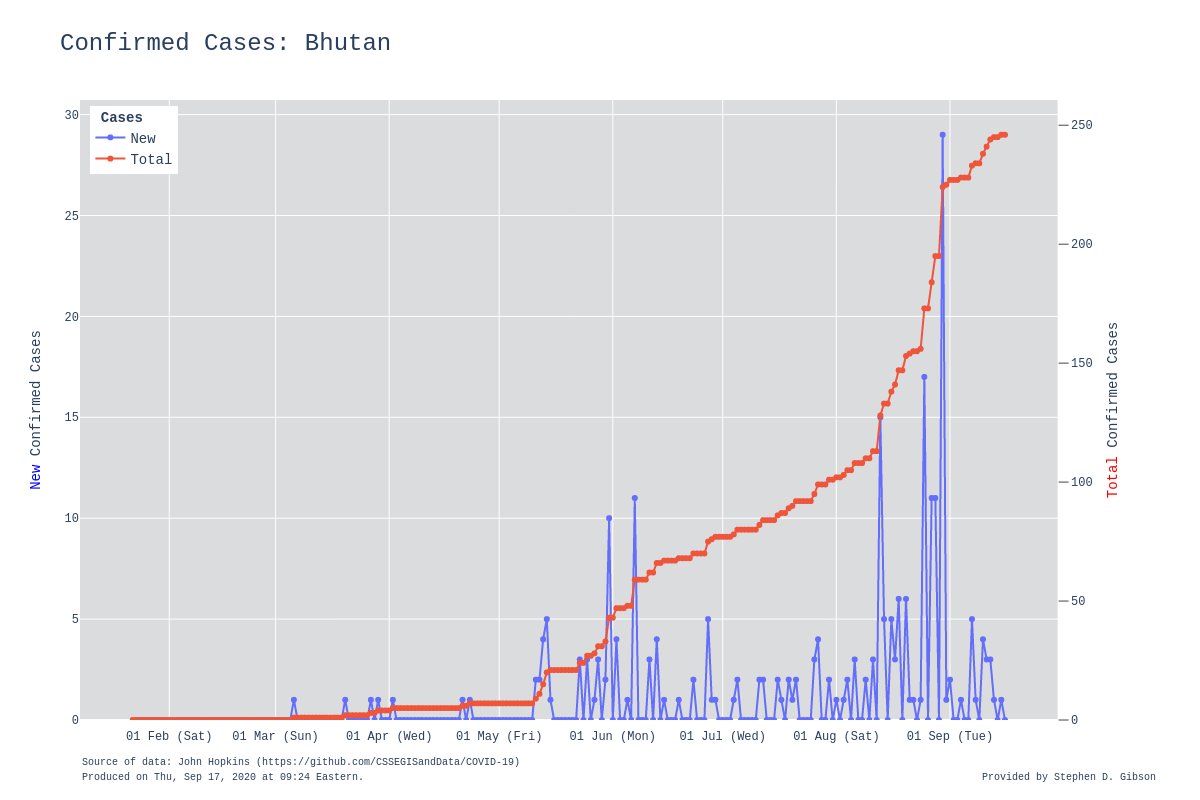 Confirmed Cases: Bhutan
Cases
New
Total
30
25
20
15
10
5
0
250
200
150
100
50
0
New Confirmed Cases
Total Confirmed Cases
01 Feb (Sat) 01 Mar (Sun) 01 Apr (Wed) 01 May (Fri) 01 Jun (Mon) 01 Jul (Wed) 01 Aug (Sat) 01 Sep (Tue)
Source of data: John Hopkins (https://github.com/CSSEGISandData/COVID-19)
Produced on Thu, Sep 17, 2020 at 09:24 Eastern.
Provided by Stephen D. Gibson